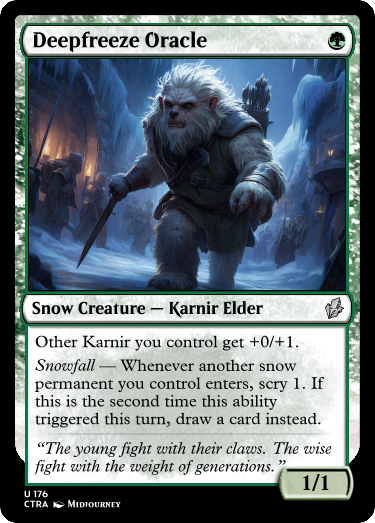 Deepfreeze Oracle
Snow Creature — Karnir Elder
Other Karnir you control get +0/+1.
Snowfall — Whenever another snow
permanent you control enters, scry 1. If
this is the second time this ability
triggered this turn, draw a card instead.
“The young fight with their claws. The wise
fight with the weight of generations.”
1/1
U 176
CTRA Midjourney